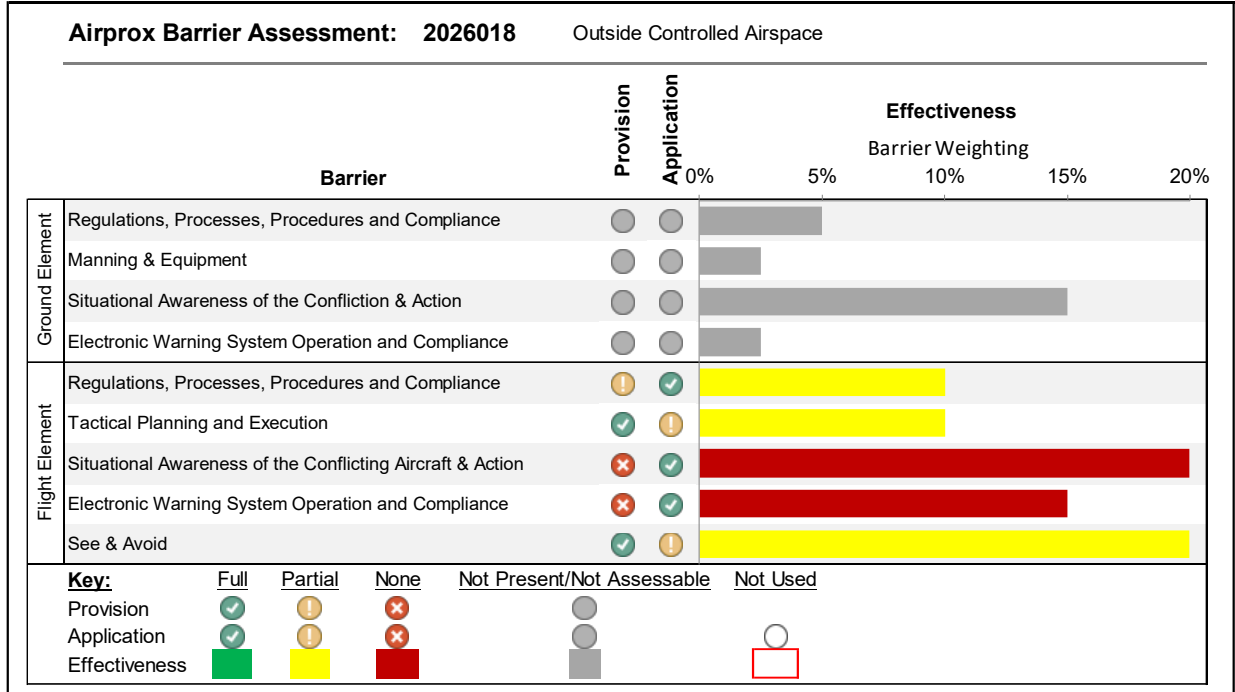 Airprox Barrier Assessment: 2026018 Outside Controlled Airspace
Barrier Provision Application Effectiveness
Barrier Weighting
0% 5% 10% 15% 20%
Ground Element
Regulations, Processes, Procedures and Compliance
Manning & Equipment
Situational Awareness of the Confliction & Action
Electronic Warning System Operation and Compliance
Flight Element
Regulations, Processes, Procedures and Compliance
Tactical Planning and Execution
Situational Awareness of the Conflicting Aircraft & Action
Electronic Warning System Operation and Compliance
See & Avoid
Key: Full Partial None Not Present/Not Assessable Not Used
Provision
Application
Effectiveness